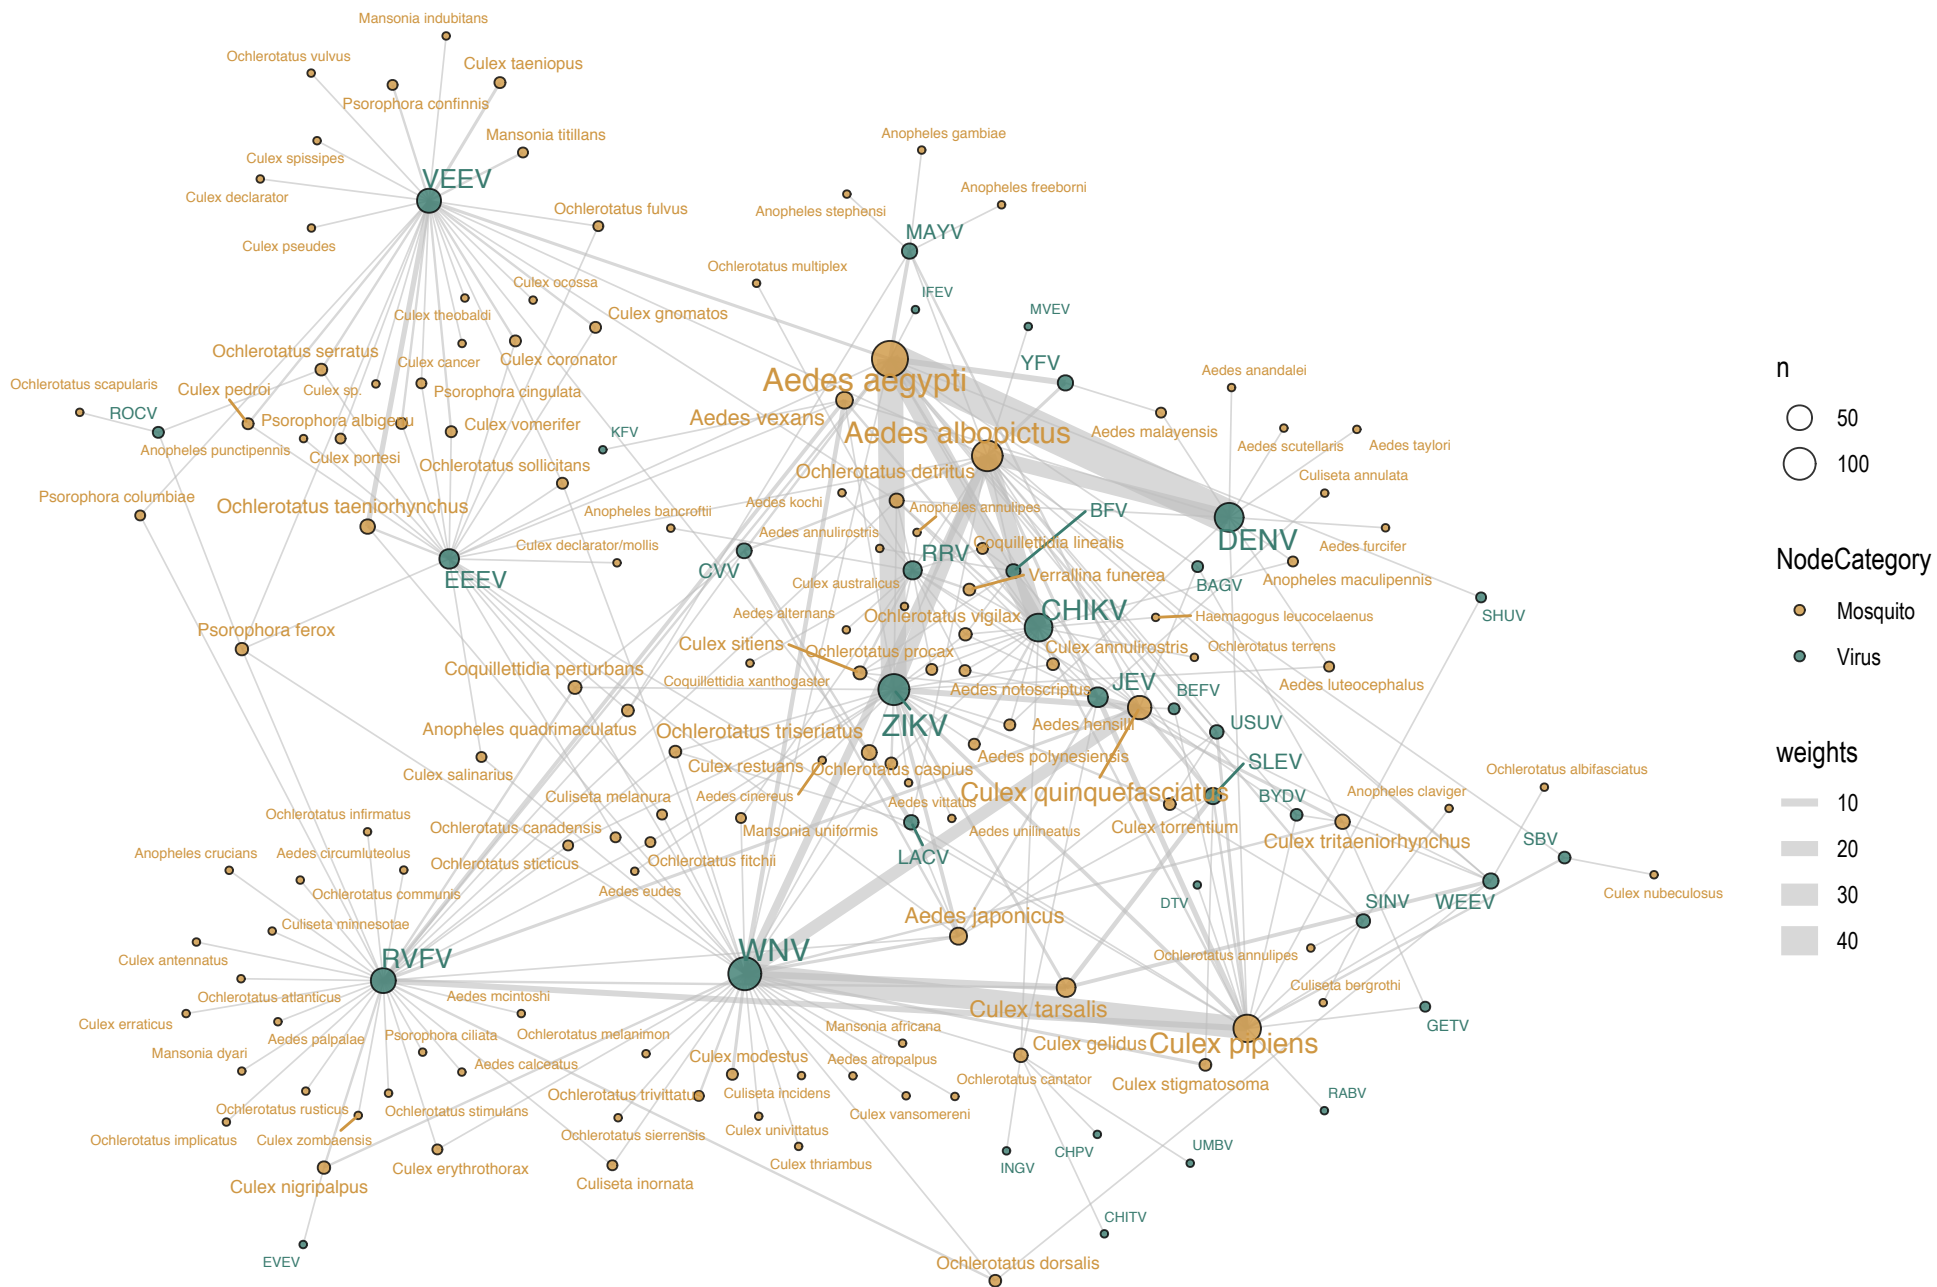 Mansonia indubitans
Ochlerotatus vulvus
Culex taeniopus
Psorophora confinnis
Mansonia titillans
Culex spissipes
VEEV
Culex declarator
Ochlerotatus fulvus
Culex pseudes
Anopheles gambiae
Anopheles freeborni
Anopheles stephensi
MAYV
Ochlerotatus multiplex
IFEV
MVEV
Culex ocossa
Culex theobaldi
Culex gnomatos
Ochlerotatus serratus
Culex cancer
Culex coronator
YFV
Aedes aegypti
Aedes anandalei
Ochlerotatus scapularis
Culex pedroi
Culex sp.
Psorophora cingulata
ROCV
Psorophora albigenu
Culex vomerifer
Aedes vexans
Aedes albopictus
Aedes malayensis
Aedes scutellaris
Aedes taylori
KFV
Anopheles punctipennis
Culex portesi
Ochlerotatus sollicitans
Ochlerotatus detritus
Culiseta annulata
Psorophora columbiae
Ochlerotatus taeniorhynchus
Anopheles bancroftii
Aedes kochi
Anopheles annulipes
BFV
Aedes annulirostris
Coquillettidia linealis
DENV
Aedes furcifer
Culex declarator/mollis
EEEV
CVV
RRV
Culex australicus
Verrallina funerea
BAGV
Anopheles maculipennis
Aedes alternans
Ochlerotatus vigilax
CHIKV
Haemagogus leucocelaenus
SHUV
Psorophora ferox
Culex sitiens
Ochlerotatus procax
Culex annulirostris
Ochlerotatus terrens
Coquillettidia perturbans
Coquillettidia xanthogaster
Aedes notoscriptus
JEV
BEFV
Aedes luteocephalus
Anopheles quadrimaculatus
Ochlerotatus triseriatus
ZIKV
Aedes hensilli
USUV
Culex salinarius
Culex restuans
Ochlerotatus caspius
Aedes polynesiensis
SLEV
Ochlerotatus albifasciatus
Culiseta melanura
Aedes cinereus
Aedes vittatus
Culex quinquefasciatus
BYDV
Anopheles claviger
Ochlerotatus infirmatus
Ochlerotatus canadensis
Mansonia uniformis
Aedes unilineatus
Culex torrentium
Culex tritaeniorhynchus
SBV
Anopheles crucians
Aedes circumluteolus
Ochlerotatus sticticus
Ochlerotatus fitchii
LACV
Ochlerotatus communis
Aedes eudes
DTV
SINV
WEEV
Culex nubeculosus
Culiseta minnesotae
Aedes japonicus
Culex antennatus
RVFV
WNV
Ochlerotatus annulipes
Culiseta bergrothi
Ochlerotatus atlanticus
Aedes mcintoshi
Culex tarsalis
Culex erraticus
Aedes palpalae
Psorophora ciliata
Ochlerotatus melanimon
Mansonia africana
Culex gelidus
Culex pipiens
GETV
Mansonia dyari
Aedes calceatus
Culex modestus
Aedes atropalpus
Ochlerotatus cantator
Culex stigmatosoma
Ochlerotatus rusticus
Ochlerotatus stimulans
Ochlerotatus trivittatus
Culiseta incidens
Culex vansomereni
RABV
Ochlerotatus implicatus
Culex zombaensis
Ochlerotatus sierrensis
Culex univittatus
CHPV
UMBV
Culex nigripalpus
Culex erythrothorax
Culiseta inornata
Culex thriambus
INGV
CHITV
EVEV
Ochlerotatus dorsalis
n
50
100
NodeCategory
Mosquito
Virus
weights
10
20
30
40